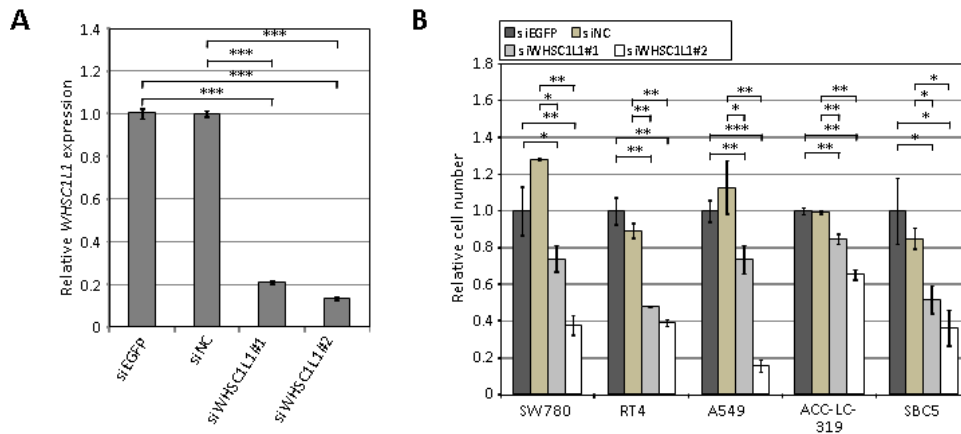 A
Relative WHSC1L1 expression
1.4
1.2
1.0
0.8
0.6
0.4
0.2
0
***
***
***
***
siEGFP
siNC
siWHSC1L1#1
siWHSC1L1#2
B
siEGFP siNC
siWHSC1L1#1 siWHSC1L1#2
Relative cell number
1.8
1.6
1.4
1.2
1.0
0.8
0.6
0.4
0.2
0
**
*
**
*
**
**
**
**
**
*
***
**
**
**
**
**
*
*
*
*
SW780
RT4
A549
ACC-LC-
319
SBC5